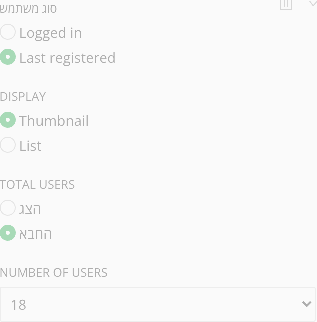 סוג משתמש
Logged in
Last registered
DISPLAY
Thumbnail
List
TOTAL USERS
הצג
החבא
NUMBER OF USERS
18